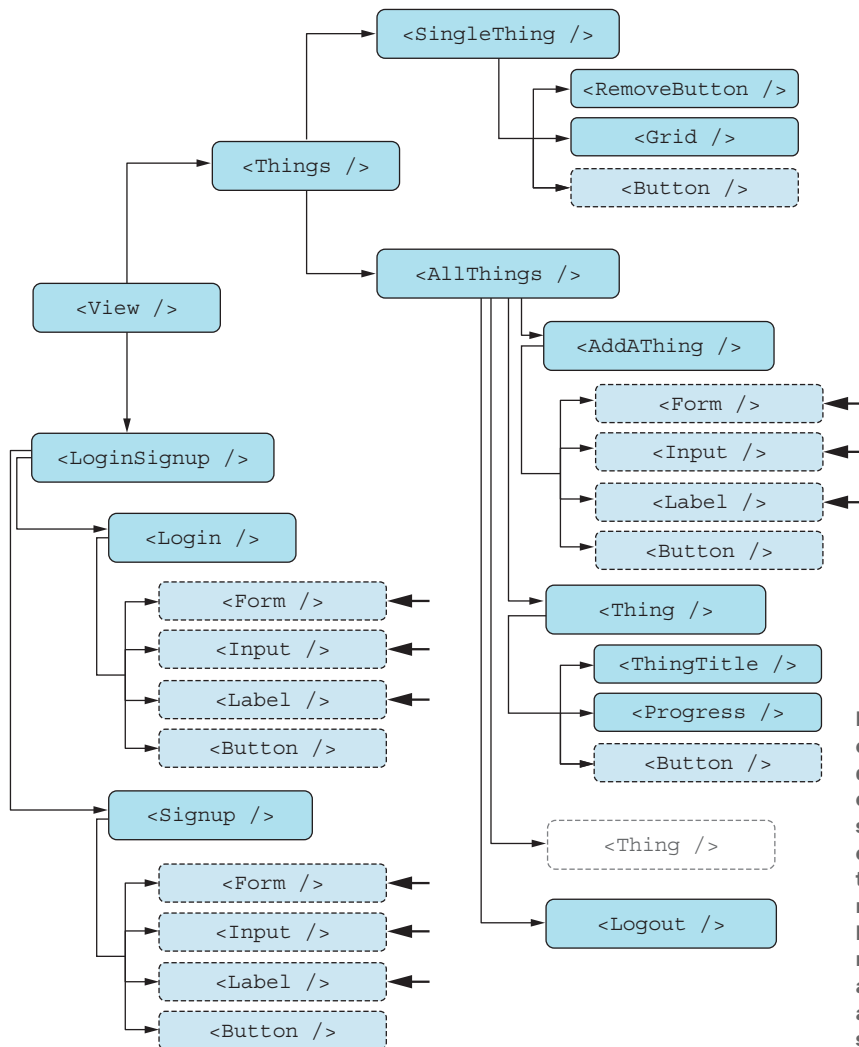 <SingleThing />
<RemoveButton />
<Grid />
<Button />
<Things />
<AllThings />
<View />
<AddAThing />
<Form />
<Input />
<Label />
<Button />
<LoginSignup />
<Login />
<Form />
<Input />
<Label />
<Button />
<Thing />
<ThingTitle />
<Progress />
<Button />
<Thing />
<Logout />
<Signup />
<Form />
<Input />
<Label />
<Button />